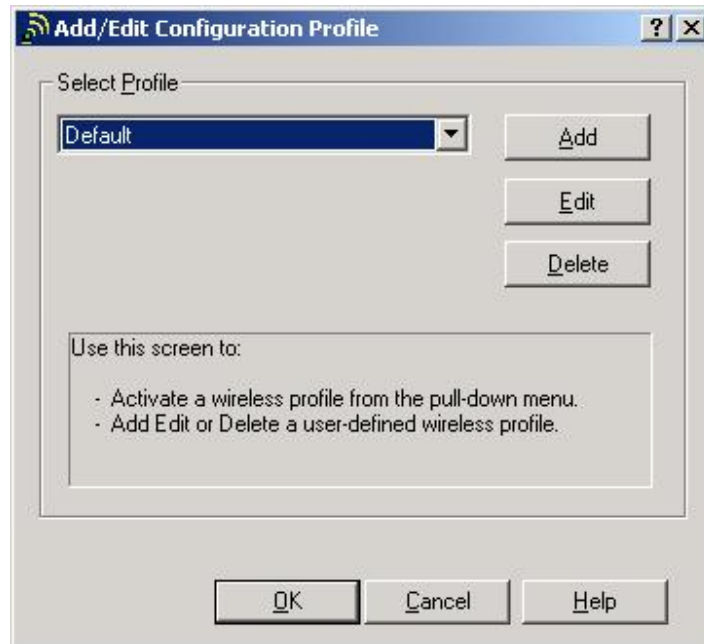 Add/Edit Configuration Profile
Select Profile
Default
Add
Edit
Delete
Use this screen to:
- Activate a wireless profile from the pull-down menu.
- Add Edit or Delete a user-defined wireless profile.
OK Cancel Help